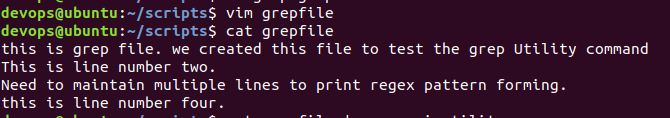 devops@ubuntu:~/scripts$ vim grepfile
devops@ubuntu:~/scripts$ cat grepfile
this is grep file. we created this file to test the grep Utility command
This is line number two.
Need to maintain multiple lines to print regex pattern forming.
this is line number four.